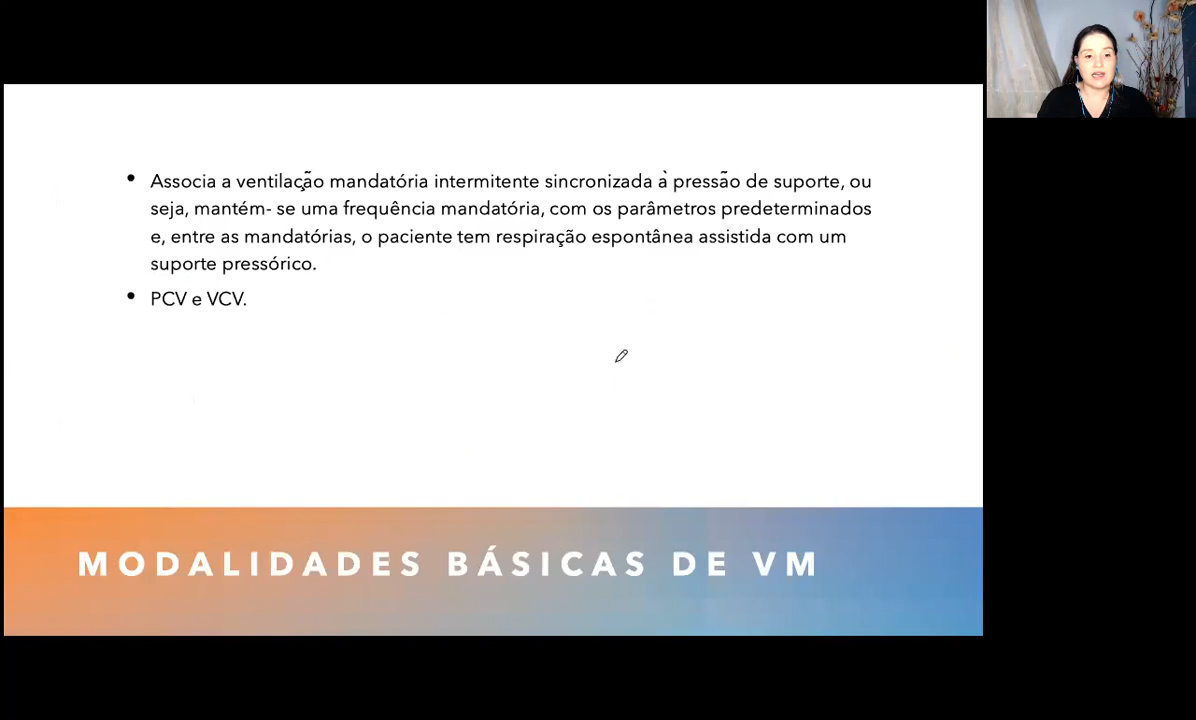 • Associa a ventilação mandatória intermitente sincronizada à pressão de suporte, ou
seja, mantém- se uma frequência mandatória, com os parâmetros predeterminados
e, entre as mandatórias, o paciente tem respiração espontânea assistida com um
suporte pressórico.
• PCV e VCV.
MODALIDADES BÁSICAS DE VM